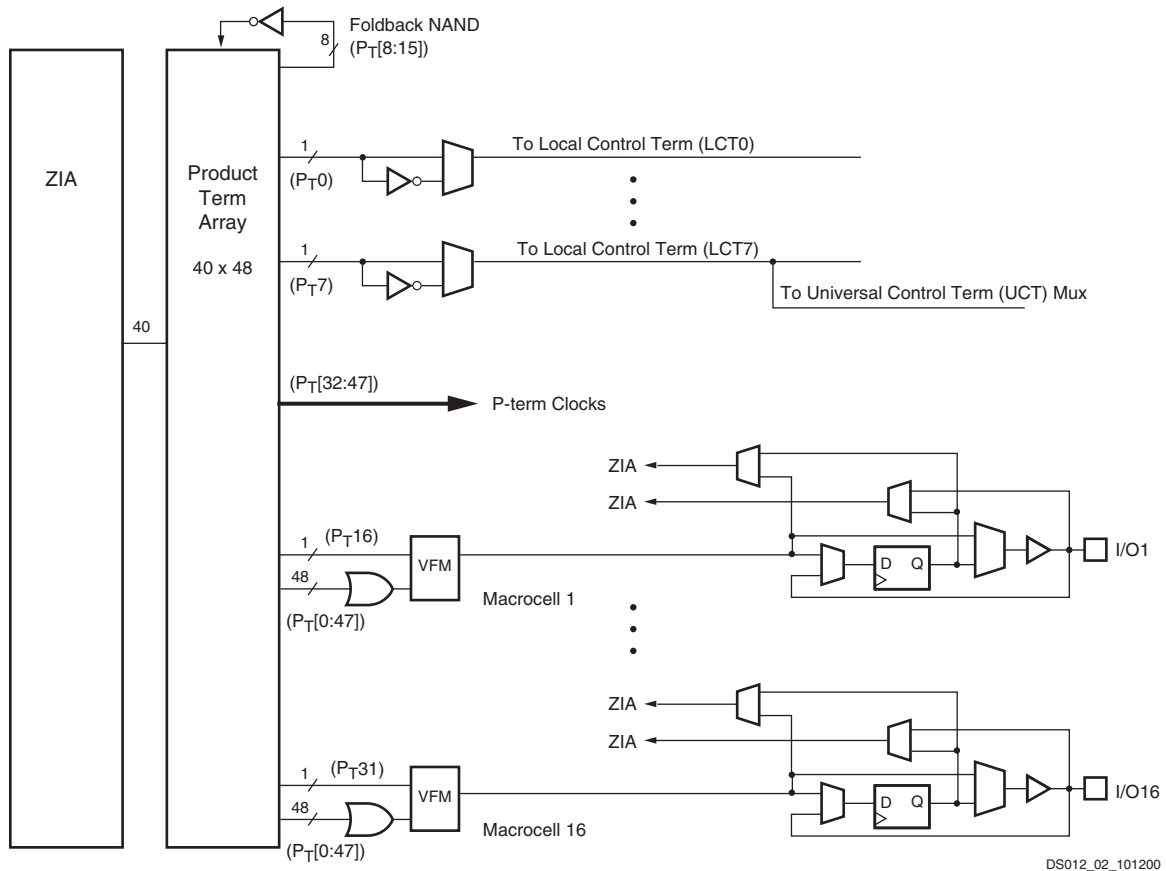 Foldback NAND
8
(PT[8:15])
ZIA
Product
Term
Array
40 x 48
40
1
(PT0)
To Local Control Term (LCT0)
1
(PT7)
To Local Control Term (LCT7)
To Universal Control Term (UCT) Mux
(PT[32:47])
P-term Clocks
ZIA
ZIA
1
(PT16)
48
(PT[0:47])
VFM
Macrocell 1
D Q
I/O1
ZIA
ZIA
1
(PT31)
48
(PT[0:47])
VFM
Macrocell 16
D Q
I/O16
DS012_02_101200